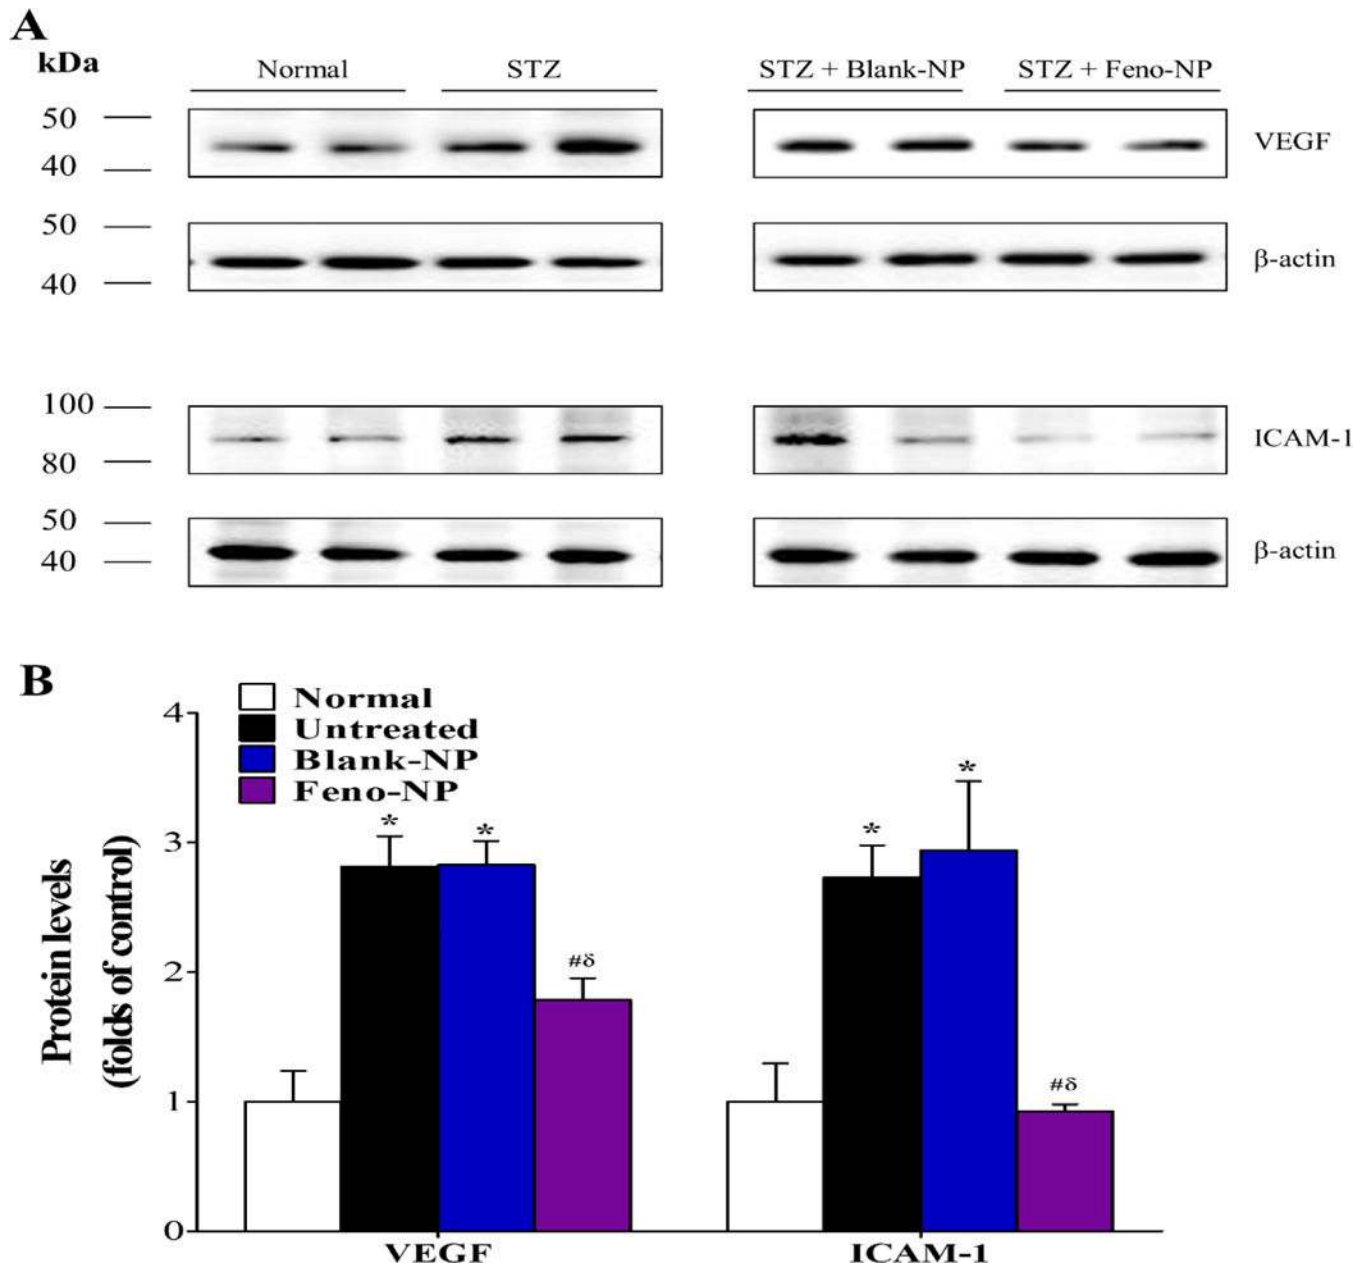 A
kDa
Normal STZ STZ + Blank-NP STZ + Feno-NP
50
40
VEGF
50
40
β-actin
100
80
ICAM-1
50
40
β-actin
B
Normal
Untreated
Blank-NP
Feno-NP
Protein levels
(folds of control)
4
3
2
1
0
* * #δ
* * #δ
VEGF ICAM-1